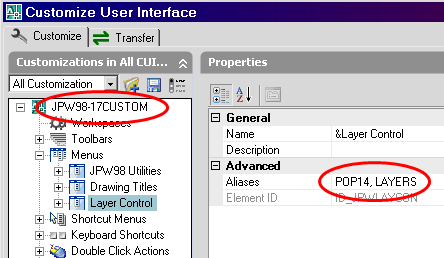 Customize User Interface
Customize
Transfer
Customizations in All CUI...
Properties
All Customization
JPW98-17CUSTOM
Workspaces
Toolbars
Menus
JPW98 Utilities
Drawing Titles
Layer Control
Shortcut Menus
Keyboard Shortcuts
Double Click Actions
General
Name &Layer Control
Description
Advanced
Aliases POP14, LAYERS
Element ID ID_JPWLAYCON